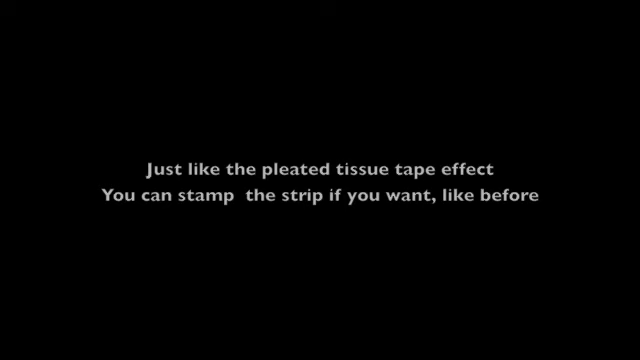 Just like the pleated tissue tape effect
You can stamp  the strip if you want, like before